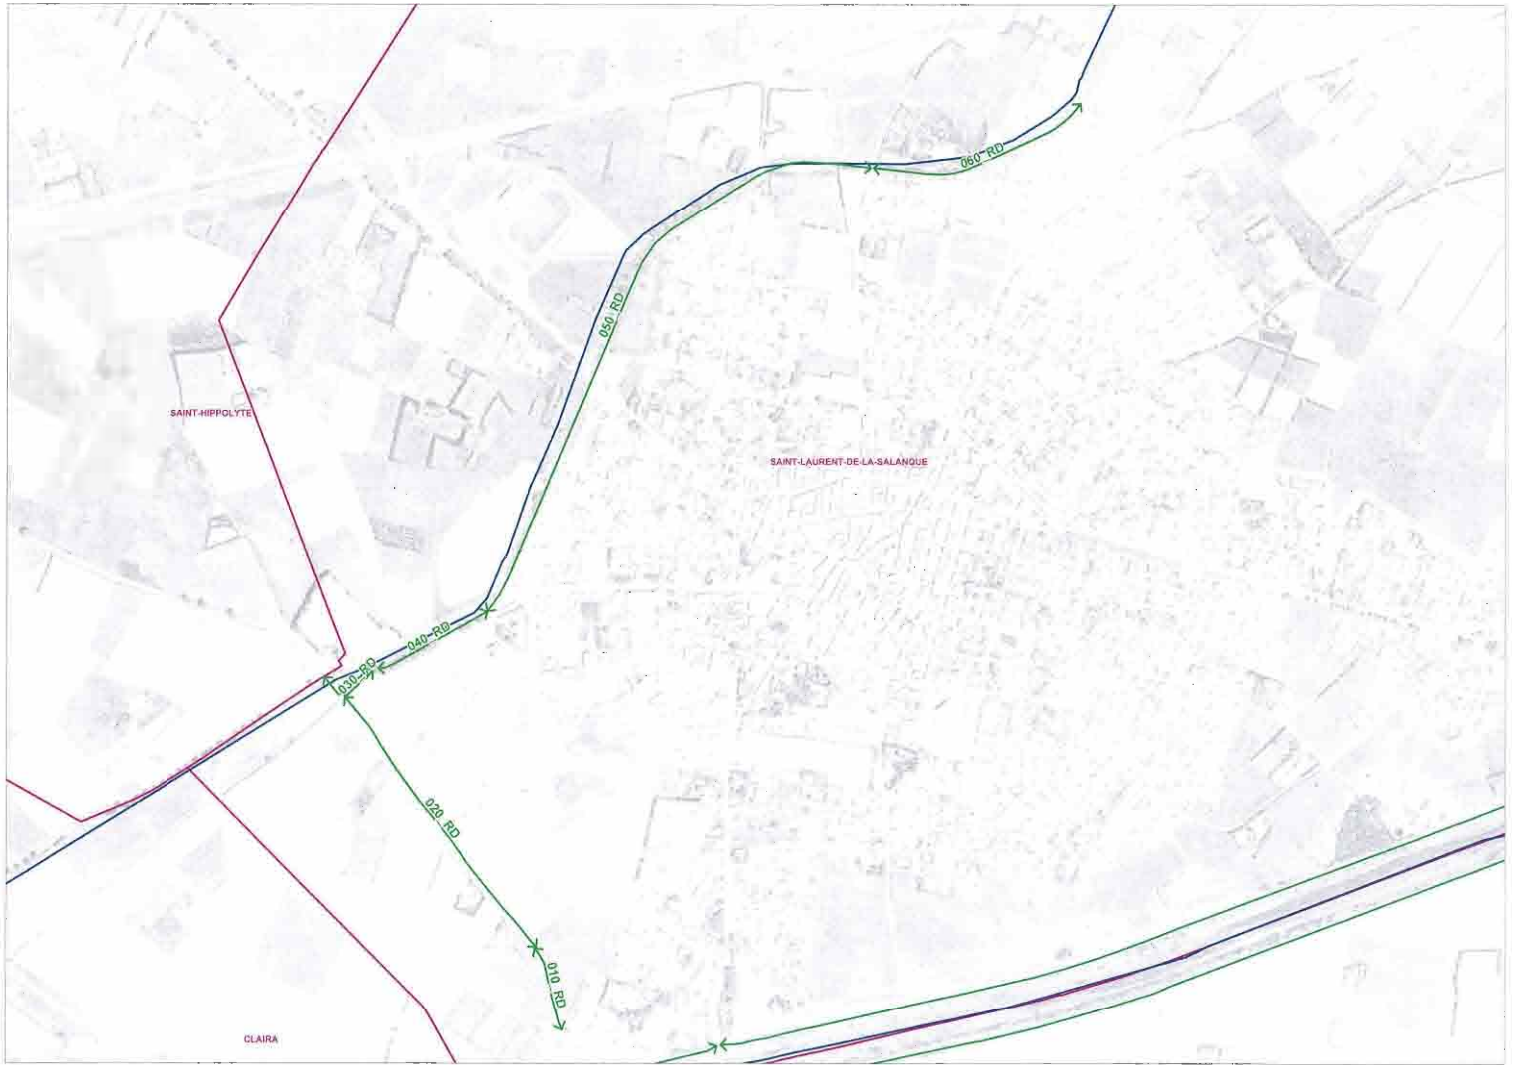 060 RD
050 RD
SAINT-HIPPOLYTE
SAINT-LAURENT-DE-LA-SALANQUE
040 RD
030 RD
020 RD
010 RD
CLAIRA